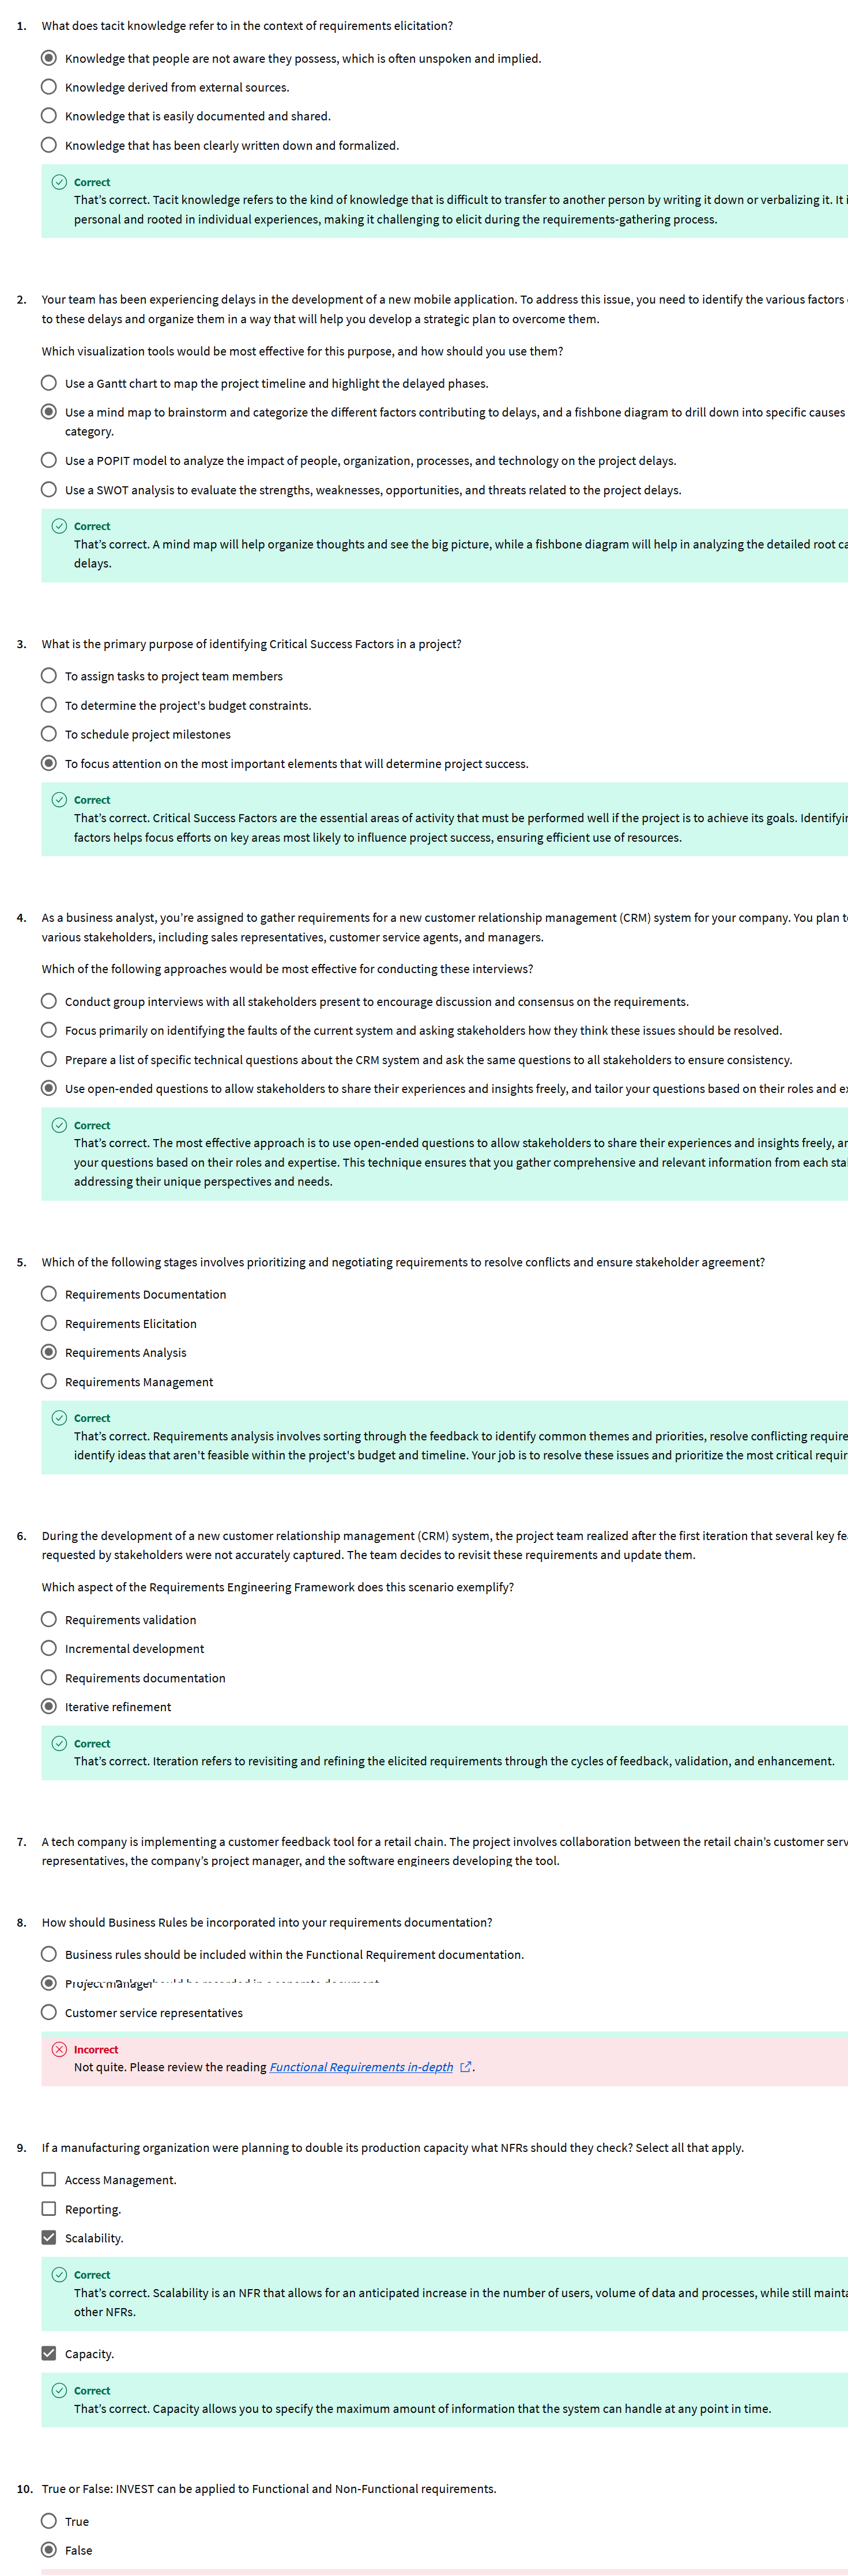 1. What does tacit knowledge refer to in the context of requirements elicitation?
Knowledge that people are not aware they possess, which is often unspoken and implied.
Knowledge derived from external sources.
Knowledge that is easily documented and shared.
Knowledge that has been clearly written down and formalized.
Correct
That's correct. Tacit knowledge refers to the kind of knowledge that is difficult to transfer to another person by writing it down or verbalizing it. It
personal and rooted in individual experiences, making it challenging to elicit during the requirements-gathering process.
2. Your team has been experiencing delays in the development of a new mobile application. To address this issue, you need to identify the various factors
to these delays and organize them in a way that will help you develop a strategic plan to overcome them.
Which visualization tools would be most effective for this purpose, and how should you use them?
Use a Gantt chart to map the project timeline and highlight the delayed phases.
Use a mind map to brainstorm and categorize the different factors contributing to delays, and a fishbone diagram to drill down into specific causes
category.
Use a POPIT model to analyze the impact of people, organization, processes, and technology on the project delays.
Use a SWOT analysis to evaluate the strengths, weaknesses, opportunities, and threats related to the project delays.
Correct
That's correct. A mind map will help organize thoughts and see the big picture, while a fishbone diagram will help in analyzing the detailed root ca
delays.
3. What is the primary purpose of identifying Critical Success Factors in a project?
To assign tasks to project team members
To determine the project's budget constraints.
To schedule project milestones
To focus attention on the most important elements that will determine project success.
Correct
That's correct. Critical Success Factors are the essential areas of activity that must be performed well if the project is to achieve its goals. Identifyin
factors helps focus efforts on key areas most likely to influence project success, ensuring efficient use of resources.
4. As a business analyst, you're assigned to gather requirements for a new customer relationship management (CRM) system for your company. You plan t
various stakeholders, including sales representatives, customer service agents, and managers.
Which of the following approaches would be most effective for conducting these interviews?
Conduct group interviews with all stakeholders present to encourage discussion and consensus on the requirements.
Focus primarily on identifying the faults of the current system and asking stakeholders how they think these issues should be resolved.
Prepare a list of specific technical questions about the CRM system and ask the same questions to all stakeholders to ensure consistency.
Use open-ended questions to allow stakeholders to share their experiences and insights freely, and tailor your questions based on their roles and ex
Correct
That's correct. The most effective approach is to use open-ended questions to allow stakeholders to share their experiences and insights freely, an
your questions based on their roles and expertise. This technique ensures that you gather comprehensive and relevant information from each sta
addressing their unique perspectives and needs.
5. Which of the following stages involves prioritizing and negotiating requirements to resolve conflicts and ensure stakeholder agreement?
Requirements Documentation
Requirements Elicitation
Requirements Analysis
Requirements Management
Correct
That's correct. Requirements analysis involves sorting through the feedback to identify common themes and priorities, resolve conflicting require
identify ideas that aren't feasible within the project's budget and timeline. Your job is to resolve these issues and prioritize the most critical requir
6. During the development of a new customer relationship management (CRM) system, the project team realized after the first iteration that several key fe
requested by stakeholders were not accurately captured. The team decides to revisit these requirements and update them.
Which aspect of the Requirements Engineering Framework does this scenario exemplify?
Requirements validation
Incremental development
Requirements documentation
Iterative refinement
Correct
That's correct. Iteration refers to revisiting and refining the elicited requirements through the cycles of feedback, validation, and enhancement.
7. A tech company is implementing a customer feedback tool for a retail chain. The project involves collaboration between the retail chain's customer serv
representatives, the company's project manager, and the software engineers developing the tool.
8. How should Business Rules be incorporated into your requirements documentation?
Business rules should be included within the Functional Requirement documentation.
Project manager
Customer service representatives
Incorrect
Not quite. Please review the reading Functional Requirements in-depth.
9. If a manufacturing organization were planning to double its production capacity what NFRs should they check? Select all that apply.
Access Management.
Reporting.
Scalability.
Correct
That's correct. Scalability is an NFR that allows for an anticipated increase in the number of users, volume of data and processes, while still mainta
other NFRs.
Capacity.
Correct
That's correct. Capacity allows you to specify the maximum amount of information that the system can handle at any point in time.
10. True or False: INVEST can be applied to Functional and Non-Functional requirements.
True
False